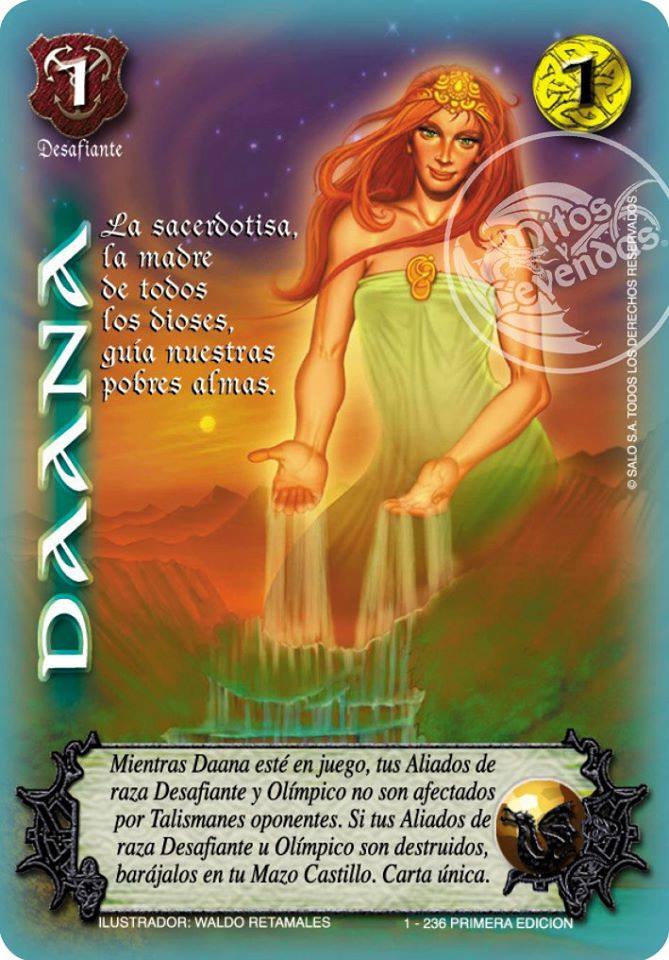 1
1
Desafiante
DAANA
La sacerdotisa,
la madre
de todos
los dioses,
guía nuestras
pobres almas.
Mitos
y
Leyendas
© SALO S.A. TODOS LOS DERECHOS RESERVADOS
Mientras Daana esté en juego, tus Aliados de
raza Desafiante y Olímpico no son afectados
por Talismanes oponentes. Si tus Aliados de
raza Desafiante u Olímpico son destruidos,
barájalos en tu Mazo Castillo. Carta única.
ILUSTRADOR: WALDO RETAMALES
1 - 236 PRIMERA EDICION